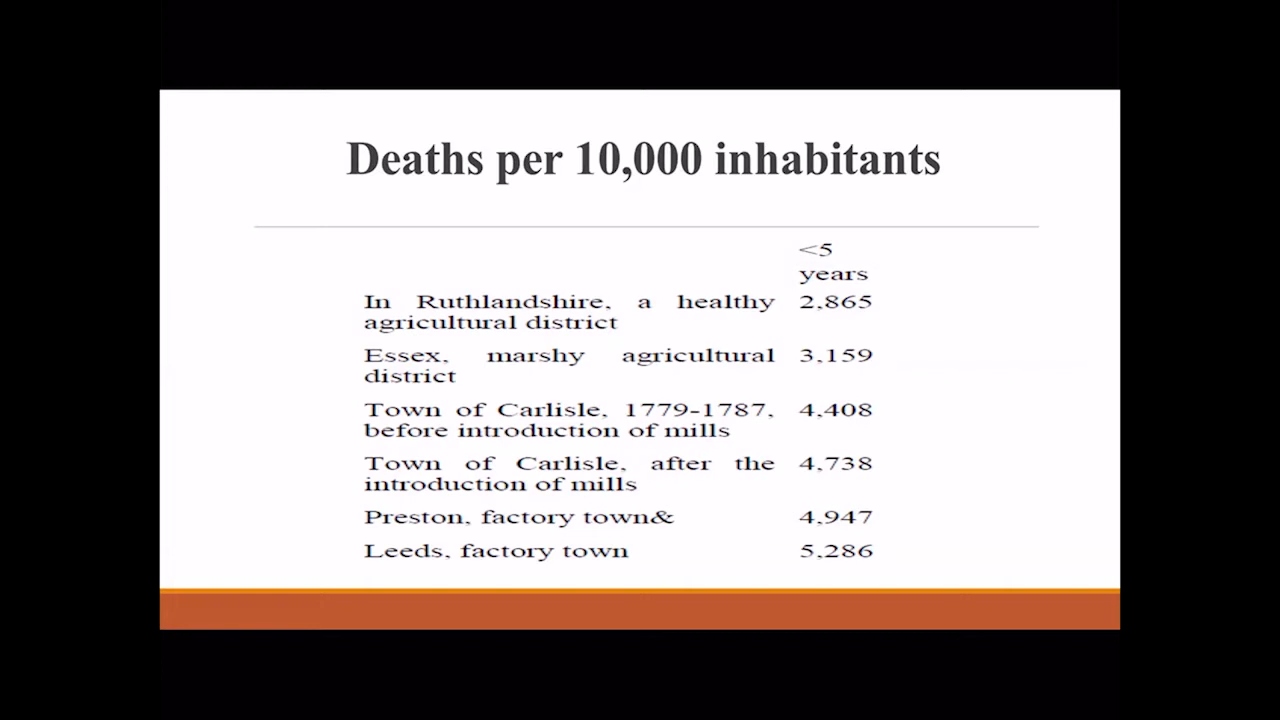 Deaths per 10,000 inhabitants
<5
years
In Ruthlandshire, a healthy 2,865
agricultural district
Essex, marshy agricultural 3,159
district
Town of Carlisle, 1779-1787, 4,408
before introduction of mills
Town of Carlisle, after the 4,738
introduction of mills
Preston, factory town& 4,947
Leeds, factory town 5,286